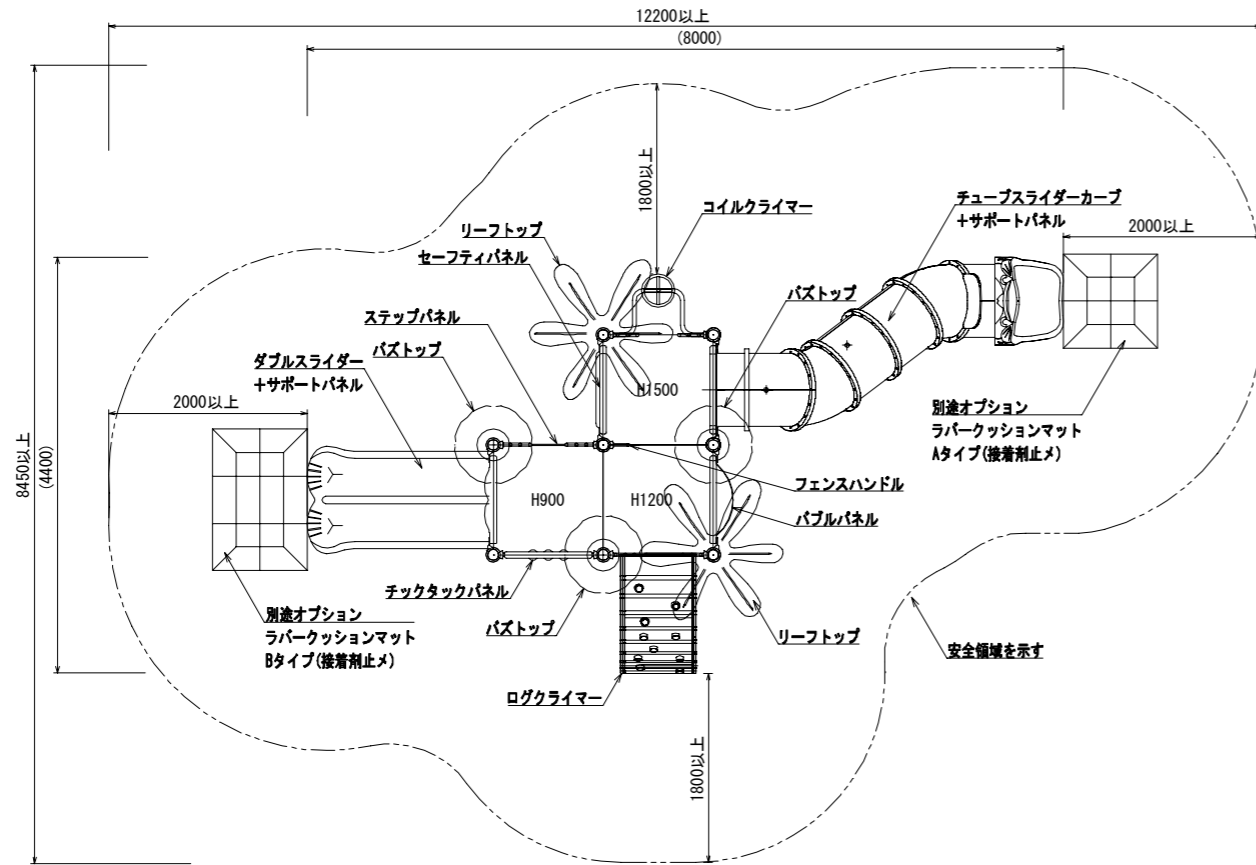 12200以上
(8000)
8450以上
(4400)
1800以上
コイルクライマー
リーフトップ
セーフティパネル
チューブスライダーカーブ
+サポートパネル
2000以上
バズトップ
ステップパネル
バズトップ
ダブルスライダー
+サポートパネル
2000以上
H1500
別途オプション
ラバークッションマット
Aタイプ(接着剤止メ)
フェンスハンドル
H900
H1200
バブルパネル
チックタックパネル
別途オプション
ラバークッションマット
Bタイプ(接着剤止メ)
バズトップ
リーフトップ
安全領域を示す
ログクライマー
1800以上